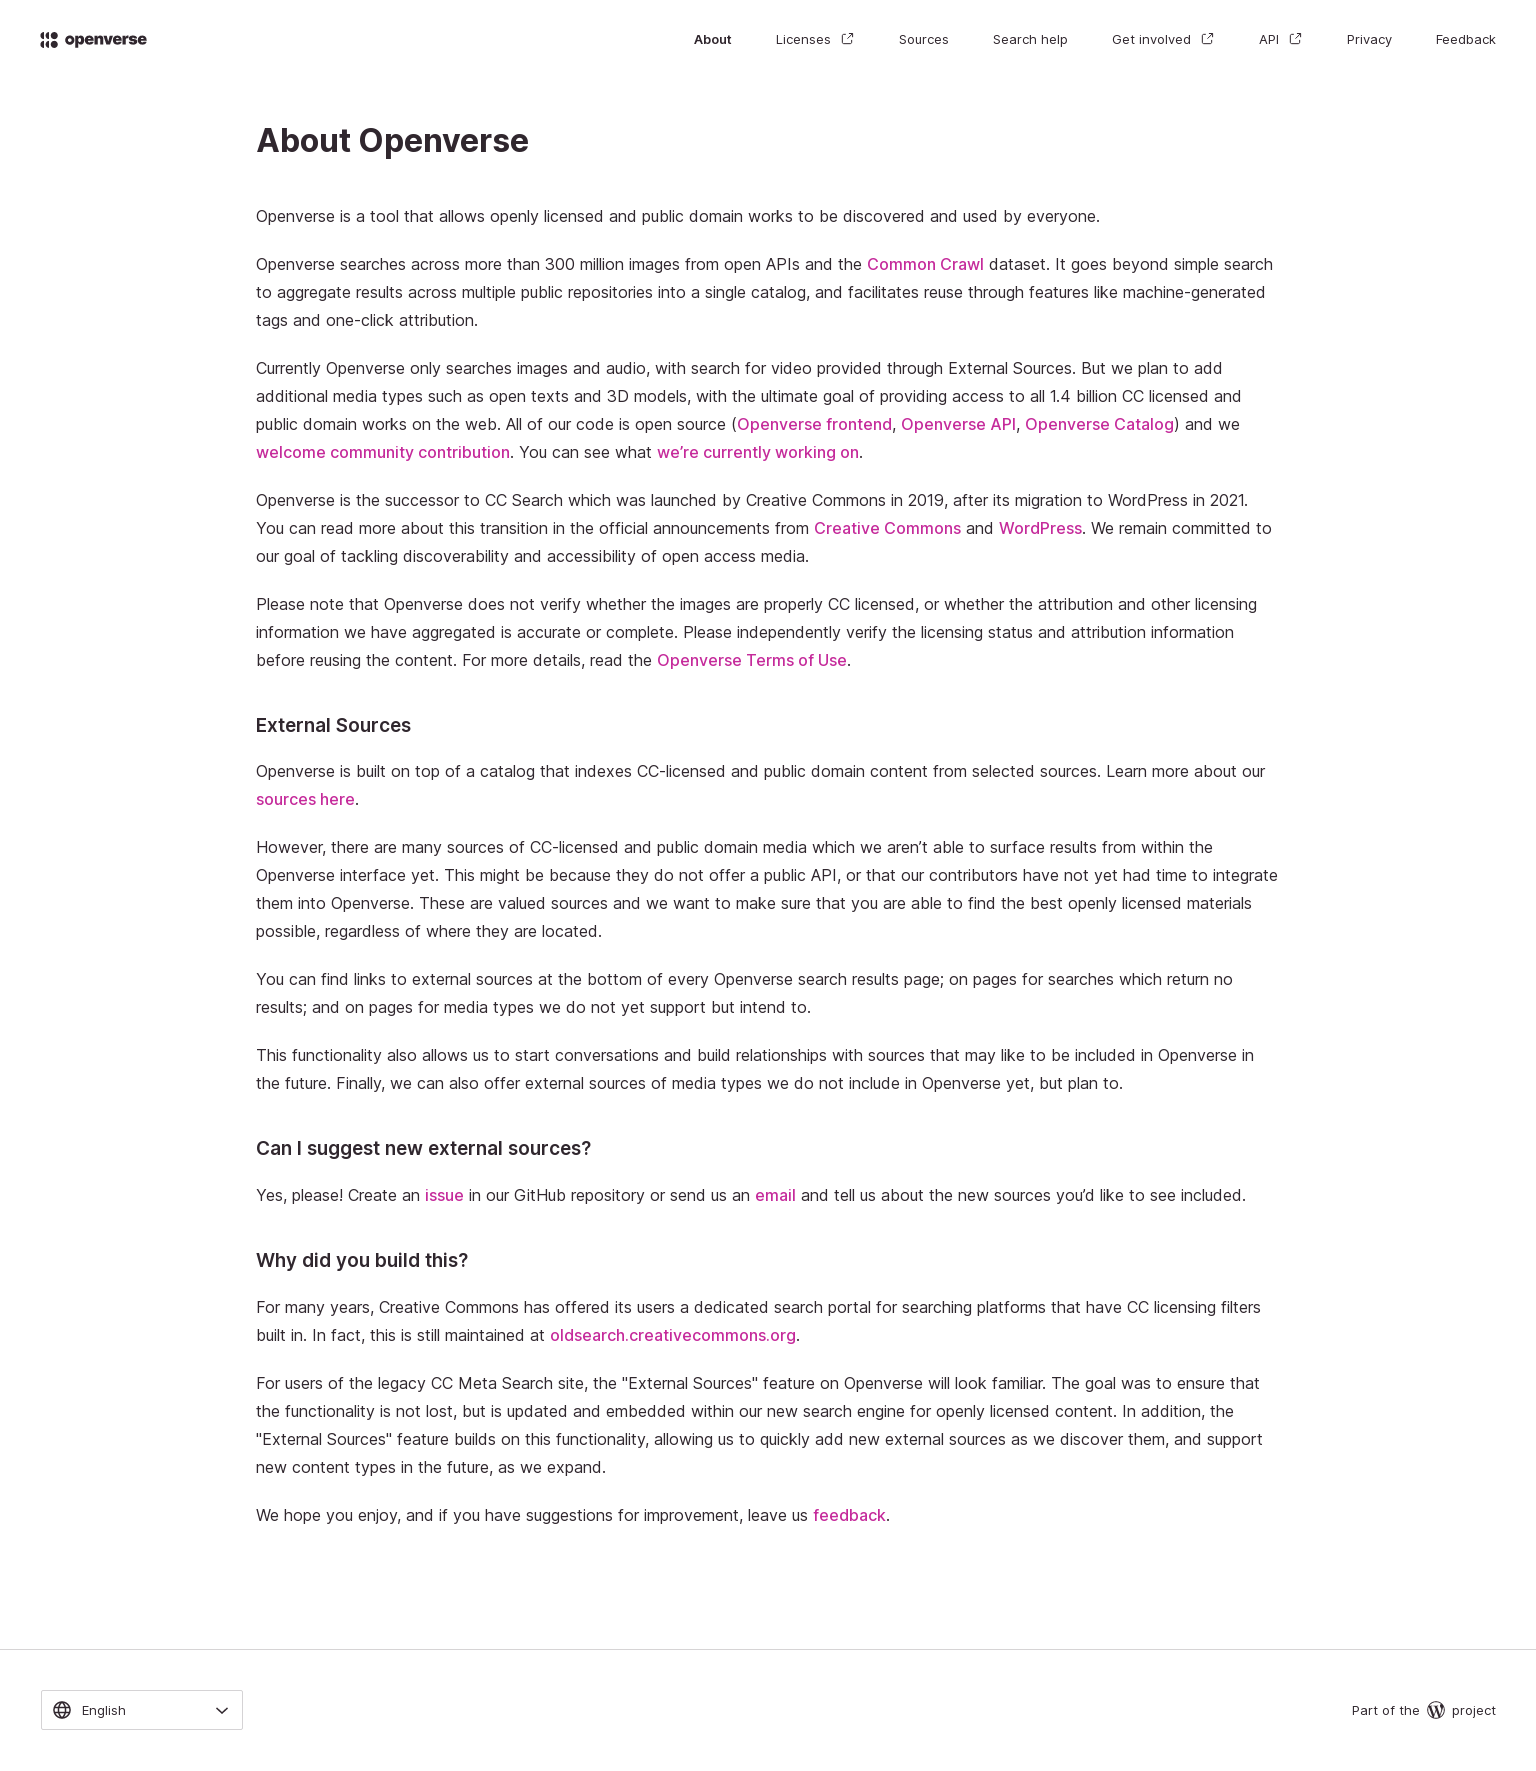 openverse
About Licenses Sources Search help Get involved API Privacy Feedback
About Openverse
Openverse is a tool that allows openly licensed and public domain works to be discovered and used by everyone.
Openverse searches across more than 300 million images from open APIs and the Common Crawl dataset. It goes beyond simple search
to aggregate results across multiple public repositories into a single catalog, and facilitates reuse through features like machine-generated
tags and one-click attribution.
Currently Openverse only searches images and audio, with search for video provided through External Sources. But we plan to add
additional media types such as open texts and 3D models, with the ultimate goal of providing access to all 1.4 billion CC licensed and
public domain works on the web. All of our code is open source (Openverse frontend, Openverse API, Openverse Catalog) and we
welcome community contribution. You can see what we’re currently working on.
Openverse is the successor to CC Search which was launched by Creative Commons in 2019, after its migration to WordPress in 2021.
You can read more about this transition in the official announcements from Creative Commons and WordPress. We remain committed to
our goal of tackling discoverability and accessibility of open access media.
Please note that Openverse does not verify whether the images are properly CC licensed, or whether the attribution and other licensing
information we have aggregated is accurate or complete. Please independently verify the licensing status and attribution information
before reusing the content. For more details, read the Openverse Terms of Use.
External Sources
Openverse is built on top of a catalog that indexes CC-licensed and public domain content from selected sources. Learn more about our
sources here.
However, there are many sources of CC-licensed and public domain media which we aren’t able to surface results from within the
Openverse interface yet. This might be because they do not offer a public API, or that our contributors have not yet had time to integrate
them into Openverse. These are valued sources and we want to make sure that you are able to find the best openly licensed materials
possible, regardless of where they are located.
You can find links to external sources at the bottom of every Openverse search results page; on pages for searches which return no
results; and on pages for media types we do not yet support but intend to.
This functionality also allows us to start conversations and build relationships with sources that may like to be included in Openverse in
the future. Finally, we can also offer external sources of media types we do not include in Openverse yet, but plan to.
Can I suggest new external sources?
Yes, please! Create an issue in our GitHub repository or send us an email and tell us about the new sources you’d like to see included.
Why did you build this?
For many years, Creative Commons has offered its users a dedicated search portal for searching platforms that have CC licensing filters
built in. In fact, this is still maintained at oldsearch.creativecommons.org.
For users of the legacy CC Meta Search site, the "External Sources" feature on Openverse will look familiar. The goal was to ensure that
the functionality is not lost, but is updated and embedded within our new search engine for openly licensed content. In addition, the
"External Sources" feature builds on this functionality, allowing us to quickly add new external sources as we discover them, and support
new content types in the future, as we expand.
We hope you enjoy, and if you have suggestions for improvement, leave us feedback.
English
Part of the project